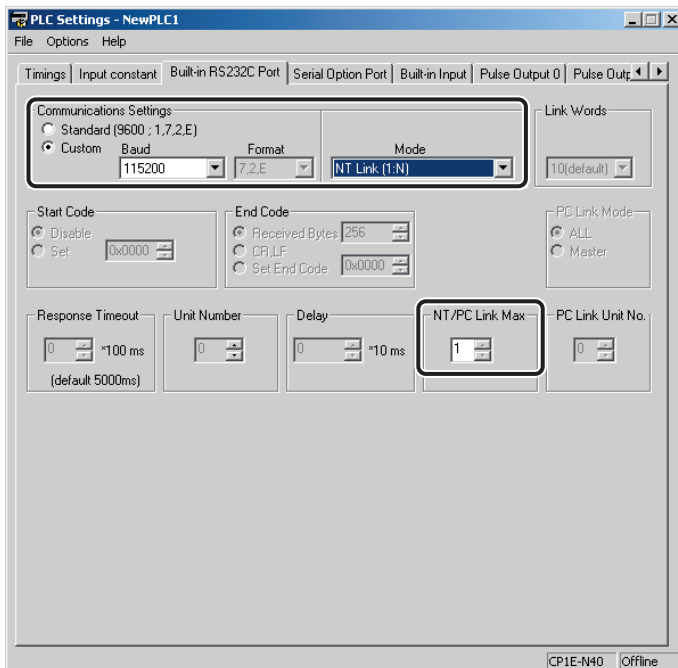 PLC Settings - NewPLC1
File Options Help
Timings Input constant Built-in RS232C Port Serial Option Port Built-in Input Pulse Output 0 Pulse Outp
Communications Settings
Link Words
Standard (9600 ; 1,7,2,E)
Custom Baud Format Mode
115200 7,2,E NT Link (1:N) 10(default)
Start Code End Code PC Link Mode
Disable Received Bytes 256 ALL
Set 0x0000 CR,LF Master
Set End Code 0x0000
Response Timeout Unit Number Delay NT/PC Link Max PC Link Unit No.
0 *100 ms 0 0 *10 ms 1 0
(default 5000ms)
CP1E-N40 Offline